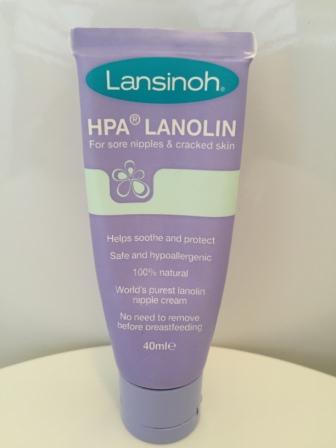 Lansinoh®
HPA® LANOLIN
For sore nipples & cracked skin
Helps soothe and protect
Safe and hypoallergenic
100% natural
World's purest lanolin
nipple cream
No need to remove
before breastfeeding
40ml℮